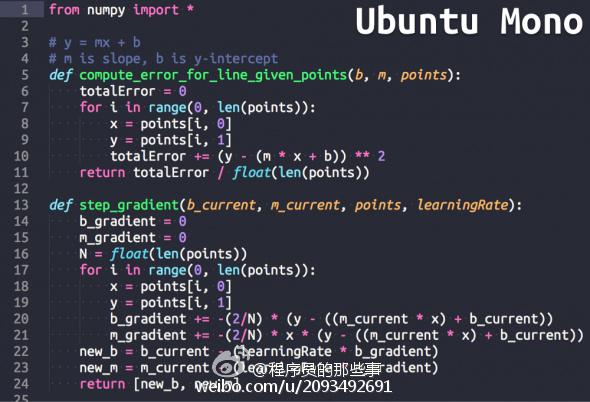 Ubuntu Mono
1 from numpy import *
2
3 # y = mx + b
4 # m is slope, b is y-intercept
5 def compute_error_for_line_given_points(b, m, points):
6     totalError = 0
7     for i in range(0, len(points)):
8         x = points[i, 0]
9         y = points[i, 1]
10         totalError += (y - (m * x + b)) ** 2
11     return totalError / float(len(points))
12
13 def step_gradient(b_current, m_current, points, learningRate):
14     b_gradient = 0
15     m_gradient = 0
16     N = float(len(points))
17     for i in range(0, len(points)):
18         x = points[i, 0]
19         y = points[i, 1]
20         b_gradient += -(2/N) * (y - ((m_current * x) + b_current))
21         m_gradient += -(2/N) * x * (y - ((m_current * x) + b_current))
22     new_b = b_current (learningRate * b_gradient)
23     new_m = m_current gradient)
24     return [new_b,
@程序员的那些事
weibo.com/u/2093492691